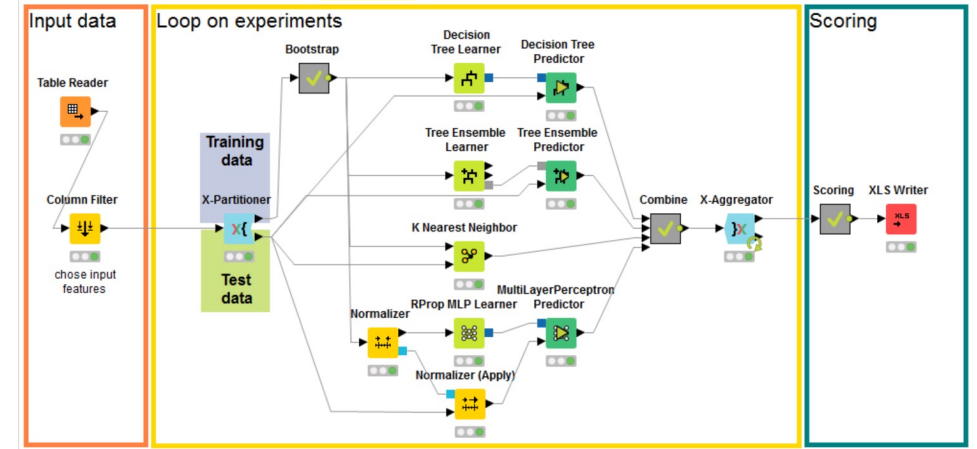 Input data
Loop on experiments
Scoring
Table Reader
Column Filter
chose input
features
Training
data
X-Partitioner
X{
Test
data
Bootstrap
Decision
Tree Learner
Decision Tree
Predictor
Tree Ensemble
Learner
Tree Ensemble
Predictor
K Nearest Neighbor
Normalizer
RProp MLP Learner
MultiLayerPerceptron
Predictor
Normalizer (Apply)
Combine
X-Aggregator
}X
Scoring
XLS Writer
XLS